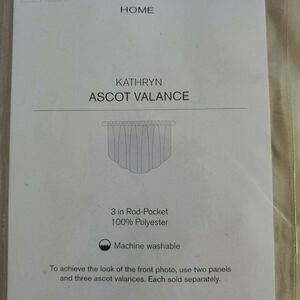 HOME
KATHRYN
ASCOT VALANCE
3 in Rod-Pocket
100% Polyester
Machine washable
To achieve the look of the front photo, use two panels
and three ascot valances. Each sold separately.